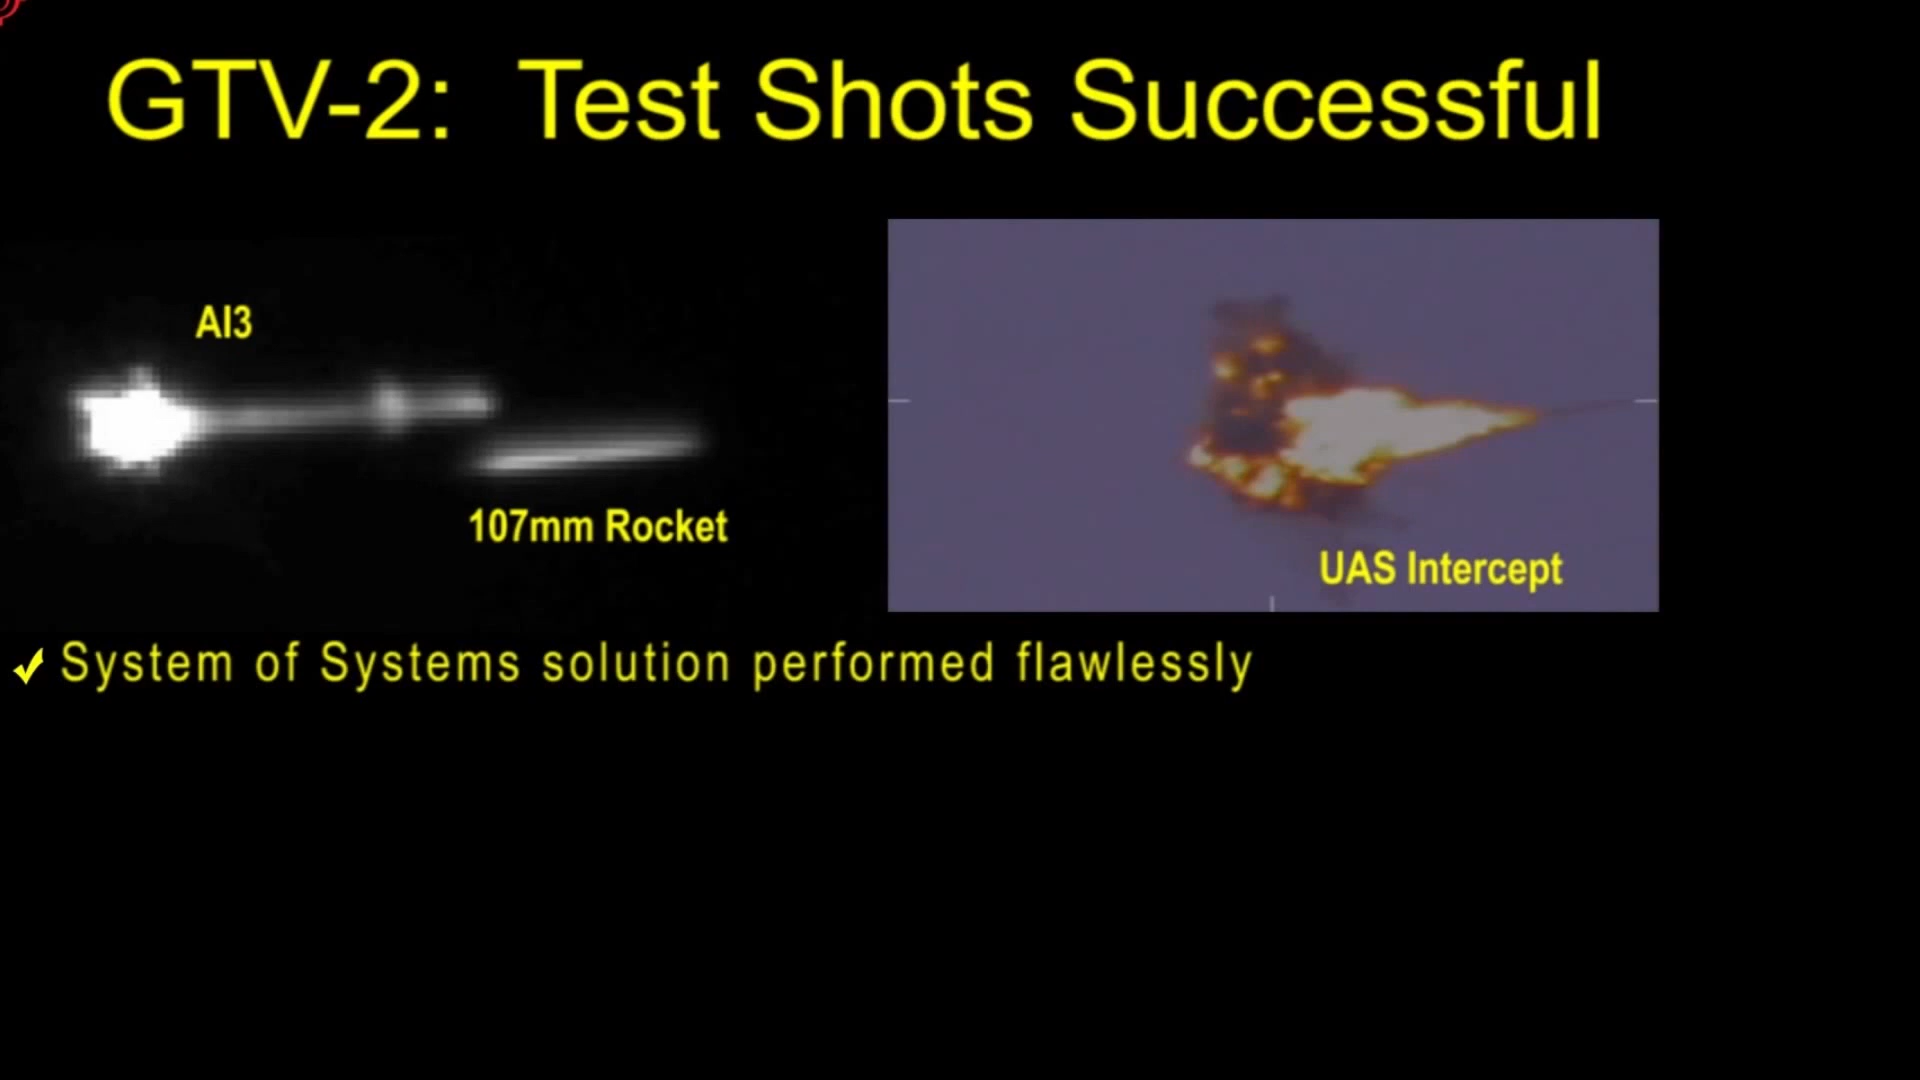 GTV-2: Test Shots Successful
AI3
107mm Rocket
UAS Intercept
✓ System of Systems solution performed flawlessly